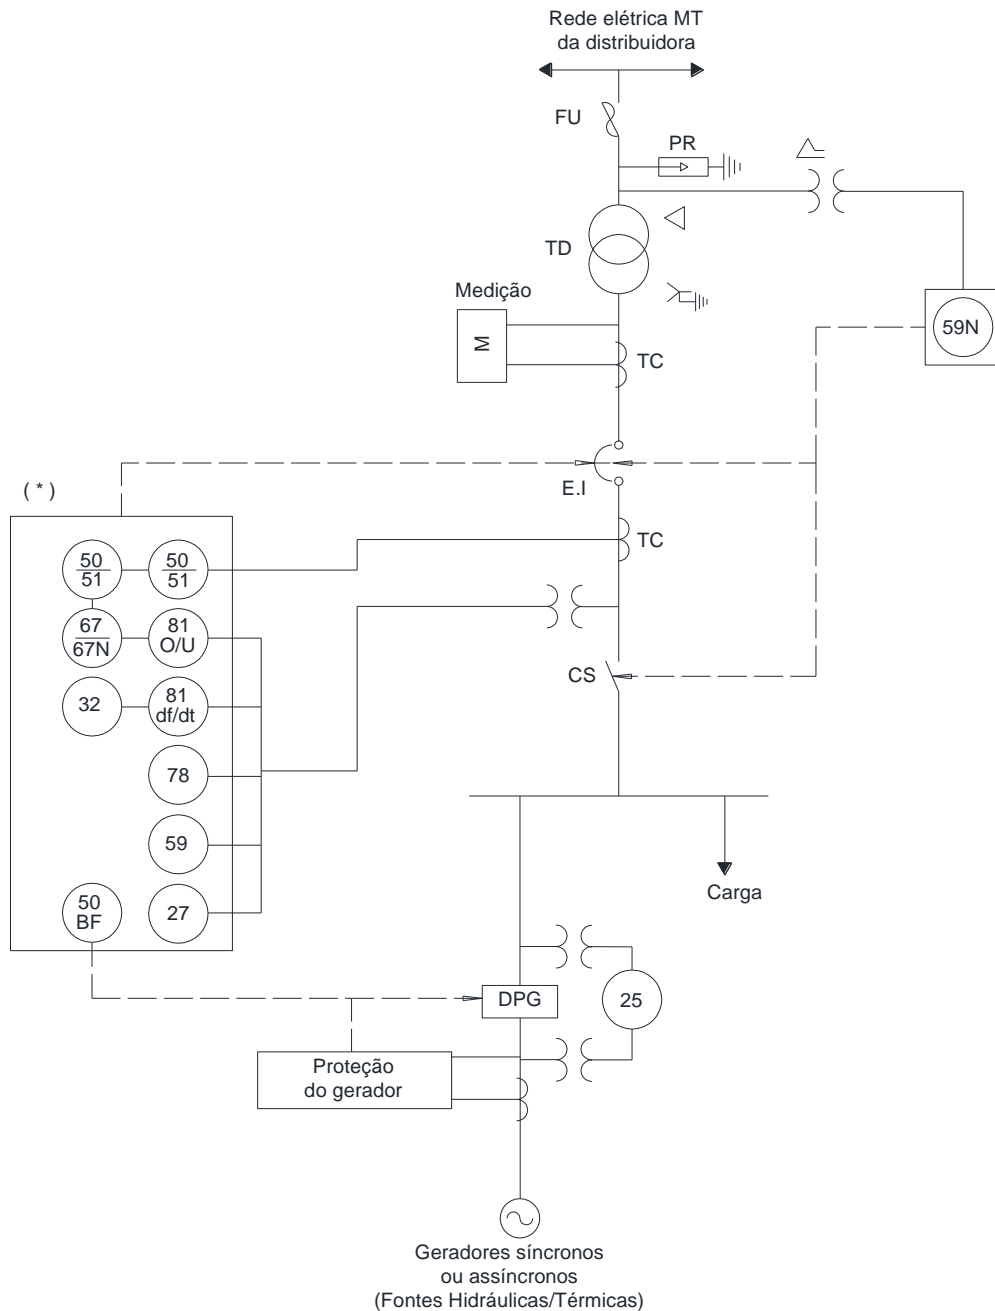 Rede elétrica MT
da distribuidora
FU
PR
TD
Medição
M
TC
59N
E.I
( * )
TC
50
51
50
51
67
67N
81
O/U
32
81
df/dt
CS
78
59
50
BF
27
Carga
DPG
25
Proteção
do gerador
Geradores síncronos
ou assíncronos
(Fontes Hidráulicas/Térmicas)